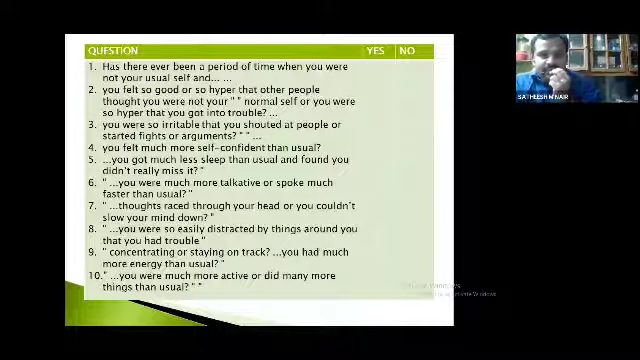 QUESTION YES NO
1. Has there ever been a period of time when you were
not your usual self and... ...
2. you felt so good or so hyper that other people
thought you were not your " " normal self or you were
so hyper that you got into trouble? ...
3. you were so irritable that you shouted at people or
started fights or arguments? " " ...
4. you felt much more self-confident than usual?
5. ...you got much less sleep than usual and found you
didn't really miss it? "
6. " ...you were much more talkative or spoke much
faster than usual? "
7. " ...thoughts raced through your head or you couldn't
slow your mind down? "
8. " ...you were so easily distracted by things around you
that you had trouble "
9. " concentrating or staying on track? ...you had much
more energy than usual? "
10. " ...you were much more active or did many more
things than usual? " "
SATHEESH M NAIR
Windows
Activate Windows